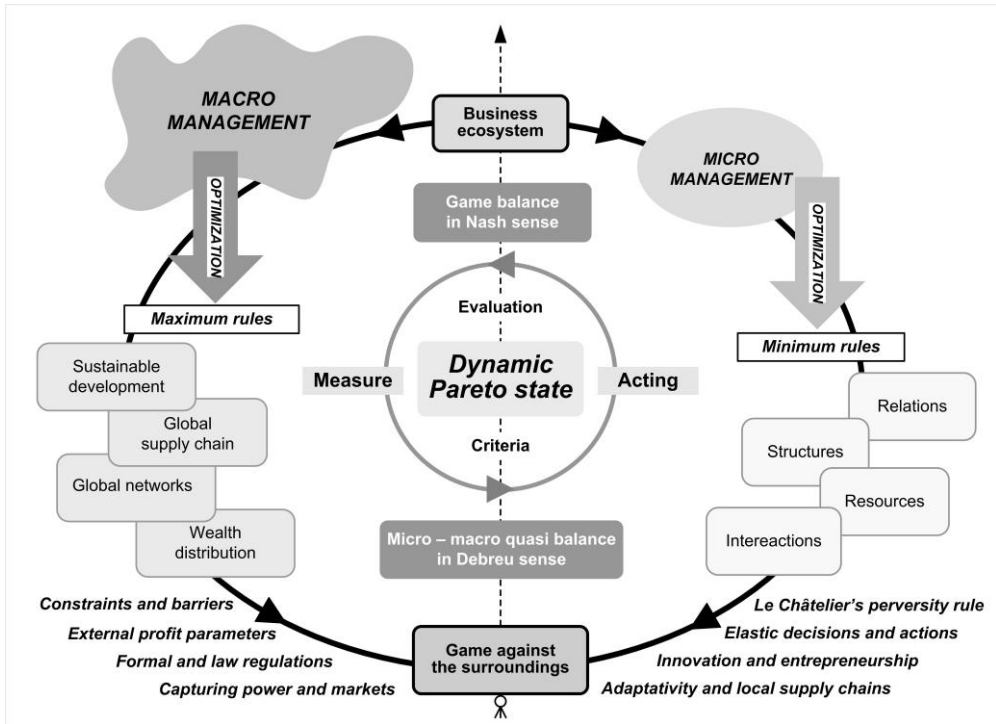 MACRO
MANAGEMENT
Business
ecosystem
MICRO
MANAGEMENT
OPTIMIZATION
OPTIMIZATION
Game balance
in Nash sense
Maximum rules
Minimum rules
Evaluation
Measure
Dynamic
Pareto state
Acting
Criteria
Sustainable
development
Global
supply chain
Global networks
Wealth
distribution
Relations
Structures
Resources
Intereactions
Micro – macro quasi balance
in Debreu sense
Constraints and barriers
External profit parameters
Formal and law regulations
Capturing power and markets
Game against
the surroundings
Le Châtelier's perversity rule
Elastic decisions and actions
Innovation and entrepreneurship
Adaptativity and local supply chains